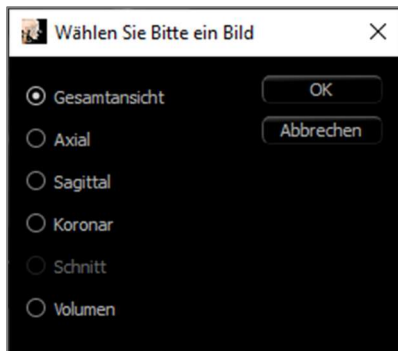 Wählen Sie Bitte ein Bild
Gesamtansicht
OK
Axial
Abbrechen
Sagittal
Koronar
Schnitt
Volumen